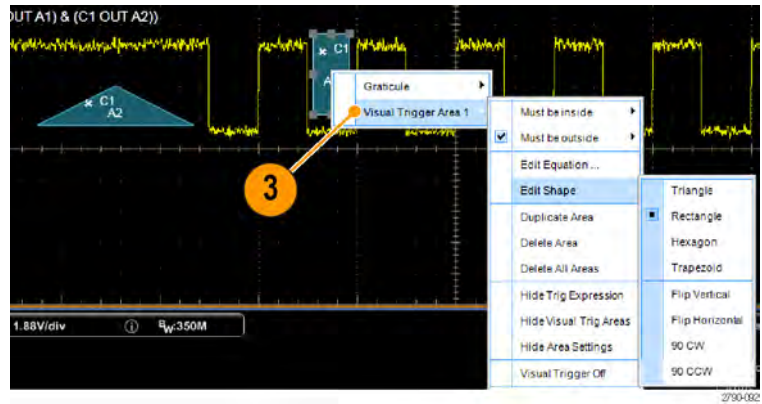 OUT A1) & (C1 OUT A2))
C1
A
C1
A2
Graticule
Visual Trigger Area 1
3
Must be inside
Must be outside
Edit Equation ...
Edit Shape
Duplicate Area
Delete Area
Delete All Areas
Hide Trig Expression
Hide Visual Trig Areas
Hide Area Settings
Visual Trigger Off
Triangle
Rectangle
Hexagon
Trapezoid
Flip Vertical
Flip Horizontal
90 CW
90 CCW
1.88V/div BW:350M
2790-092